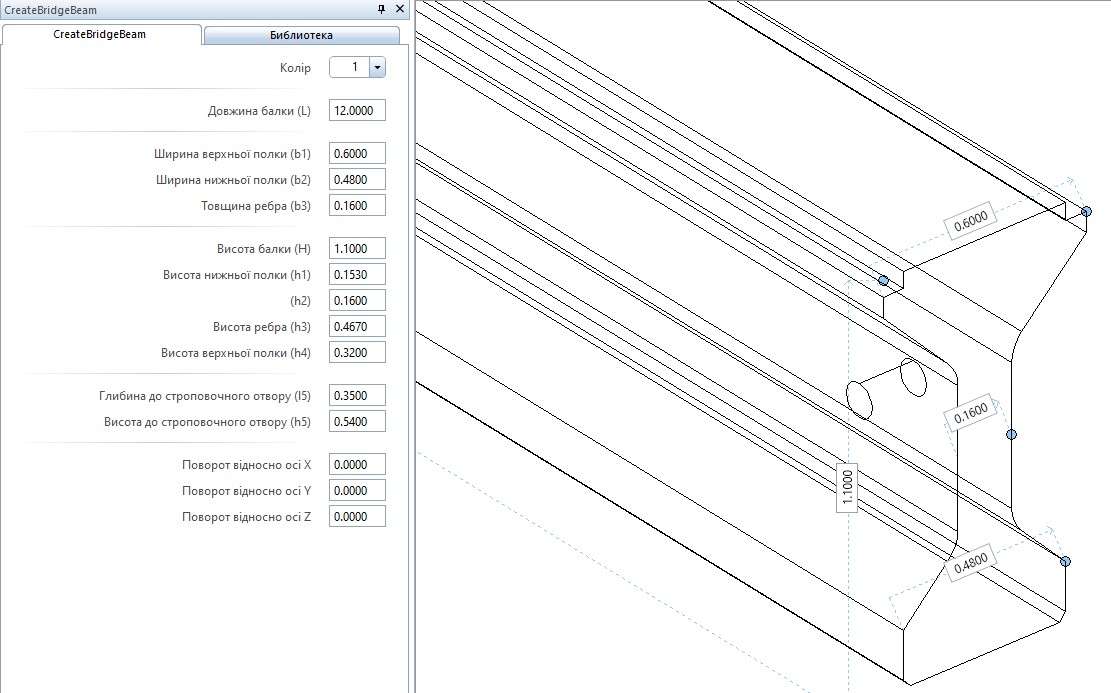 CreateBridgeBeam
CreateBridgeBeam
Библиотека
Колір 1
Довжина балки (L) 12.0000
Ширина верхньої полки (b1) 0.6000
Ширина нижньої полки (b2) 0.4800
Товщина ребра (b3) 0.1600
Висота балки (H) 1.1000
Висота нижньої полки (h1) 0.1530
(h2) 0.1600
Висота ребра (h3) 0.4670
Висота верхньої полки (h4) 0.3200
Глибина до строповочного отвору (l5) 0.3500
Висота до строповочного отвору (h5) 0.5400
Поворот відносно осі X 0.0000
Поворот відносно осі Y 0.0000
Поворот відносно осі Z 0.0000
0.6000
0.1600
1.1000
0.4800